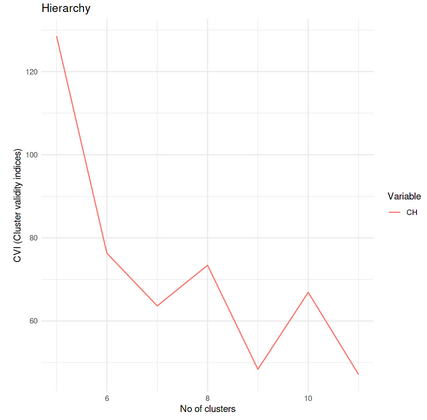 Hierarchy
120
100
80
60
CVI (Cluster validity indices)
6
8
10
No of clusters
Variable
CH